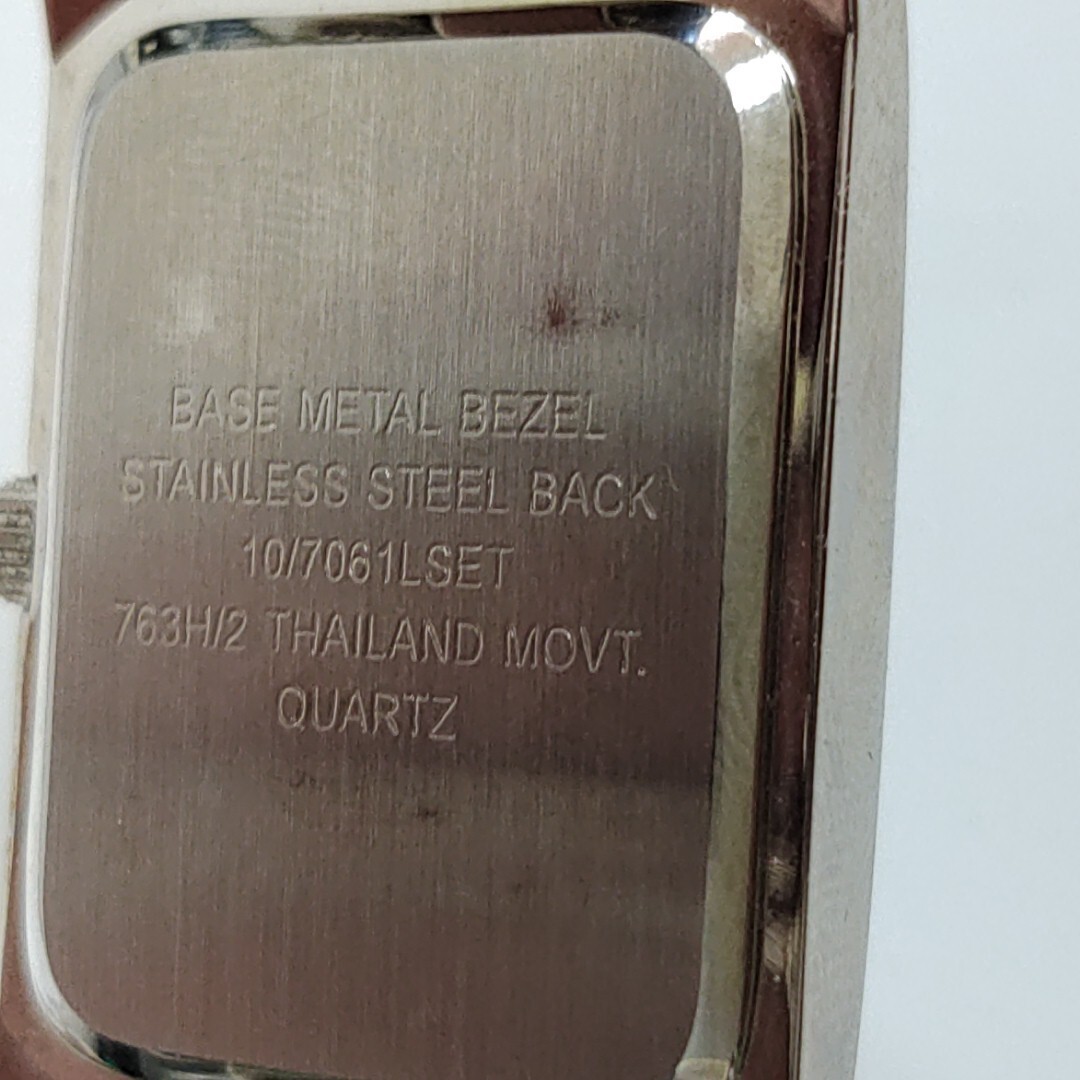 BASE METAL BEZEL
STAINLESS STEEL BACK
10/7061LSET
763H/2 THAILAND MOVT.
QUARTZ